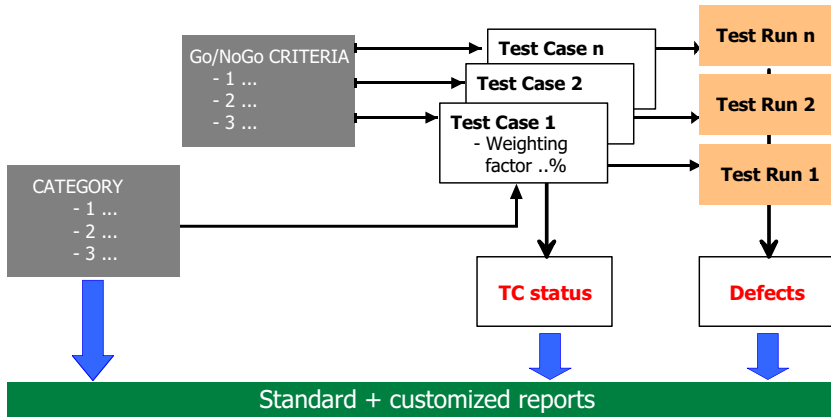 Go/NoGo CRITERIA
- 1 ...
- 2 ...
- 3 ...
Test Case n
Test Case 2
Test Case 1
- Weighting
factor ..%
Test Run n
Test Run 2
Test Run 1
CATEGORY
- 1 ...
- 2 ...
- 3 ...
TC status
Defects
Standard + customized reports